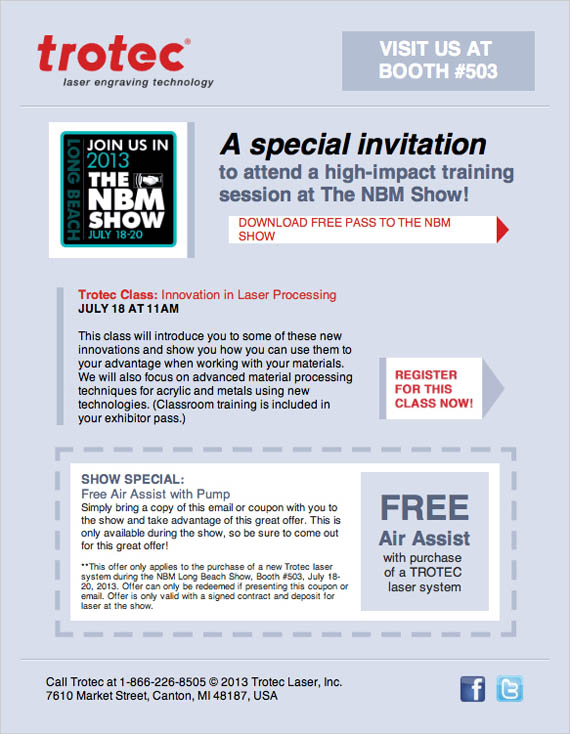 trotec®
laser engraving technology
VISIT US AT
BOOTH #503
LONG BEACH
JOIN US IN
2013
THE
NBM
SHOW
JULY 18-20
A special invitation
to attend a high-impact training
session at The NBM Show!
DOWNLOAD FREE PASS TO THE NBM
SHOW
Trotec Class: Innovation in Laser Processing
JULY 18 AT 11AM
This class will introduce you to some of these new
innovations and show you how you can use them to
your advantage when working with your materials.
We will also focus on advanced material processing
techniques for acrylic and metals using new
technologies. (Classroom training is included in
your exhibitor pass.)
REGISTER
FOR THIS
CLASS NOW!
SHOW SPECIAL:
Free Air Assist with Pump
Simply bring a copy of this email or coupon with you to
the show and take advantage of this great offer. This is
only available during the show, so be sure to come out
for this great offer!
**This offer only applies to the purchase of a new Trotec laser
system during the NBM Long Beach Show, Booth #503, July 18-
20, 2013. Offer can only be redeemed if presenting this coupon or
email. Offer is only valid with a signed contract and deposit for
laser at the show.
FREE
Air Assist
with purchase
of a TROTEC
laser system
Call Trotec at 1-866-226-8505 © 2013 Trotec Laser, Inc.
7610 Market Street, Canton, MI 48187, USA